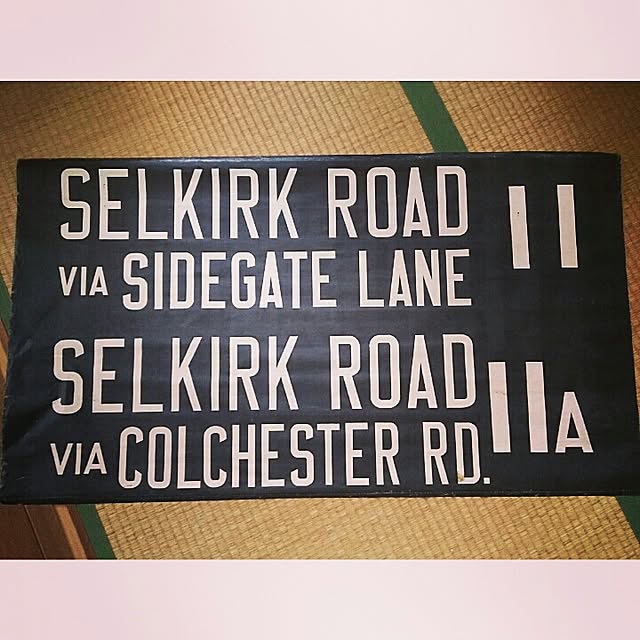 SELKIRK ROAD 11
VIA SIDEGATE LANE
SELKIRK ROAD 11A
VIA COLCHESTER RD.